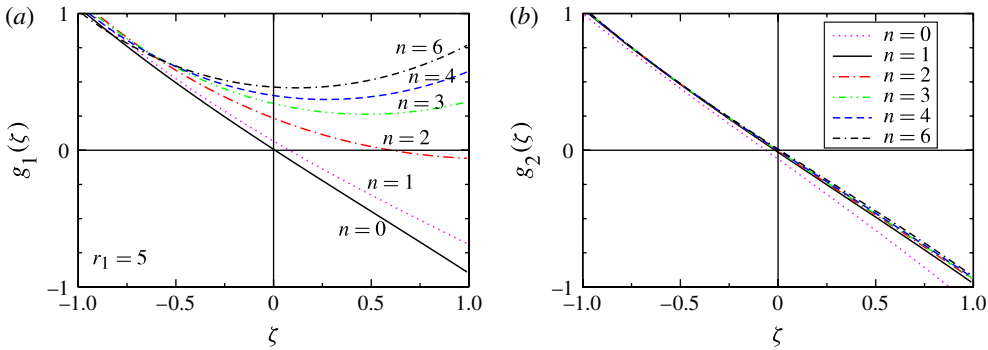 (a)
1
0
−1
−1.0
−0.5
0
0.5
1.0
g1(ζ)
ζ
n = 6
n = 4
n = 3
n = 2
n = 1
n = 0
r1 = 5
(b)
1
0
−1
−1.0
−0.5
0
0.5
1.0
g2(ζ)
ζ
n = 0
n = 1
n = 2
n = 3
n = 4
n = 6